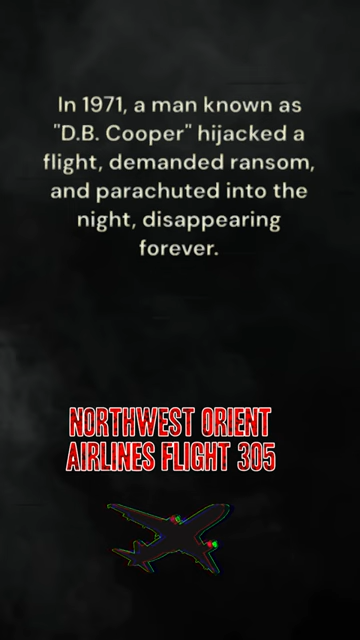 In 1971, a man known as
"D.B. Cooper" hijacked a
flight, demanded ransom,
and parachuted into the
night, disappearing
forever.
NORTHWEST ORIENT
AIRLINES FLIGHT 305